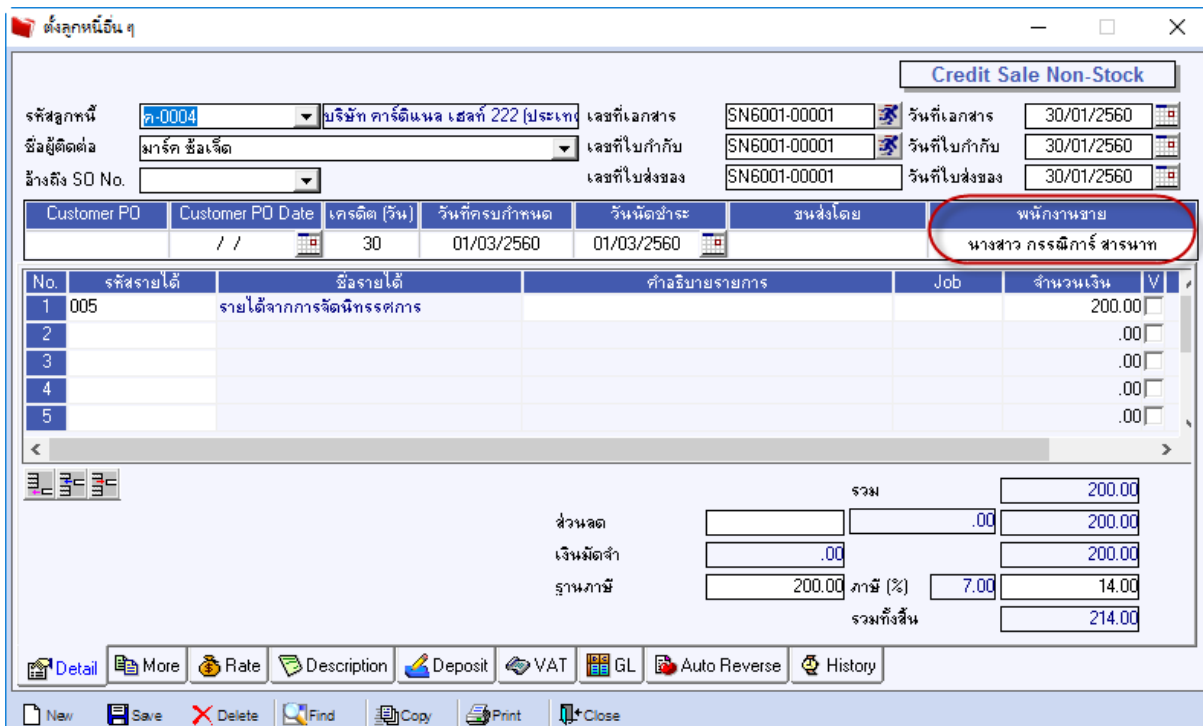 ตั้งลูกหนี้อื่น ๆ
Credit Sale Non-Stock
รหัสลูกหนี้ ค-0004 บริษัท คาร์ดิแนล เฮลท์ 222 (ประเทศ เลขที่เอกสาร SN6001-00001 วันที่เอกสาร 30/01/2560
ชื่อผู้ติดต่อ มาร์ค ช้อเจ็ต เลขที่ใบกำกับ SN6001-00001 วันที่ใบกำกับ 30/01/2560
อ้างถึง SO No. เลขที่ใบส่งของ SN6001-00001 วันที่ใบส่งของ 30/01/2560
Customer PO Customer PO Date เครดิต (วัน) วันที่ครบกำหนด วันนัดชำระ ขนส่งโดย พนักงานขาย
/ / 30 01/03/2560 01/03/2560 นางสาว กรรณิการ์ สารนาท
No. รหัสรายได้ ชื่อรายได้ คำอธิบายรายการ Job จำนวนเงิน V
1 005 รายได้จากการจัดนิทรรศการ 200.00
2 .00
3 .00
4 .00
5 .00
รวม 200.00
ส่วนลด .00 200.00
เงินมัดจำ .00 200.00
ฐานภาษี 200.00 ภาษี (%) 7.00 14.00
รวมทั้งสิ้น 214.00
Detail More Rate Description Deposit VAT GL Auto Reverse History
New Save Delete Find Copy Print Close